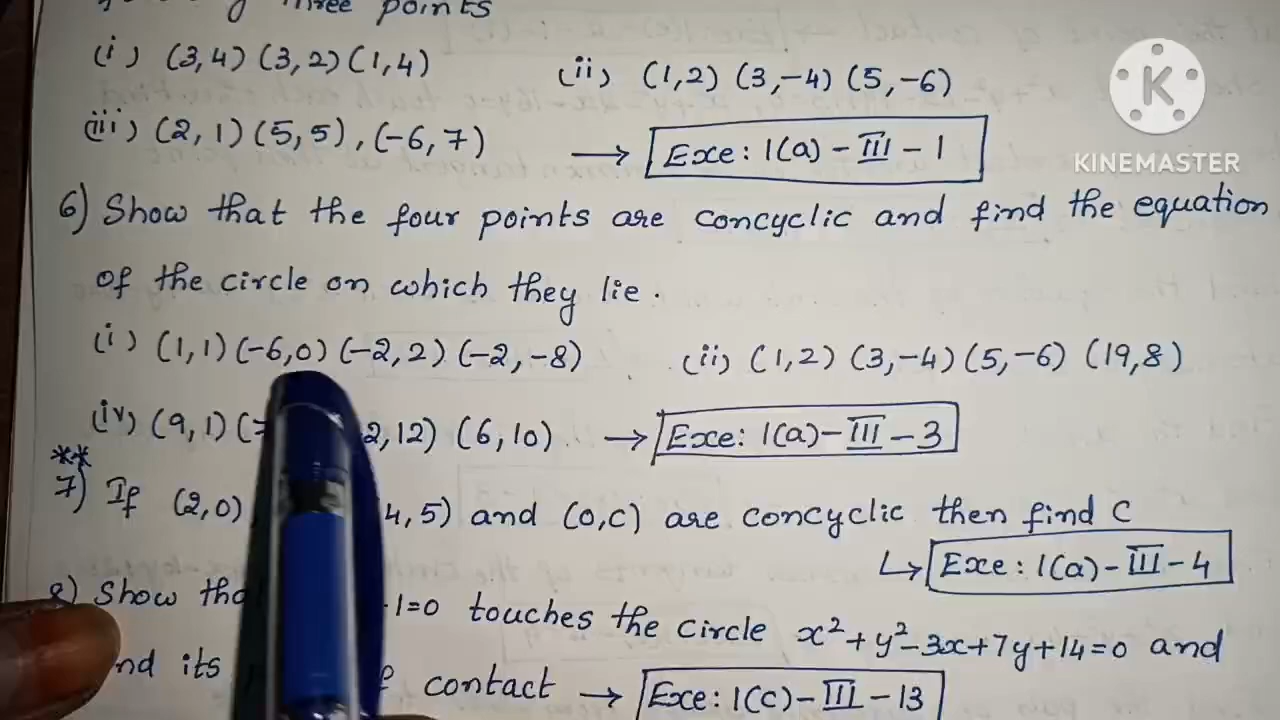 three points
(i) (3,4) (3,2) (1,4) (ii) (1,2) (3,-4) (5,-6)
(iii) (2,1) (5,5), (-6,7) → Exe: 1(a) - III - 1
K
KINEMASTER
6) Show that the four points are concyclic and find the equation
of the circle on which they lie.
(i) (1,1) (-6,0) (-2,2) (-2,-8) (ii) (1,2) (3,-4) (5,-6) (19,8)
(iv) (9,1) 2,12) (6,10) → Exe: 1(a) - III - 3
**
7) If (2,0) 4,5) and (0,c) are concyclic then find C
↳ Exe: 1(a) - III - 4
8) Show 1=0 touches the circle x²+y²-3x+7y+14=0 and
its contact → Exe: 1(c) - III - 13